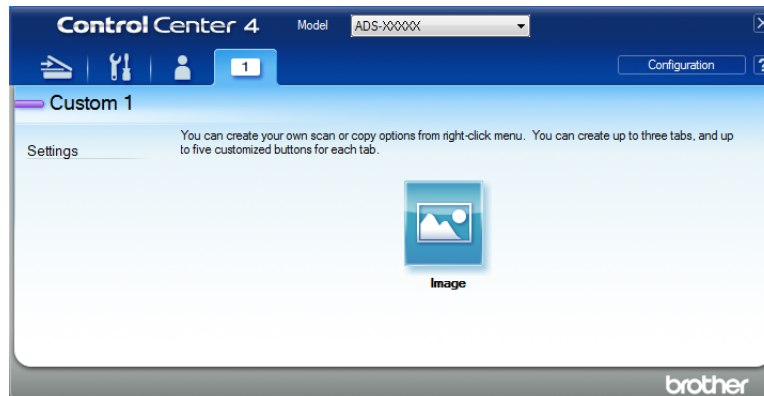 ControlCenter 4 Model ADS-XXXXX
1 Configuration ?
Custom 1
Settings
You can create your own scan or copy options from right-click menu. You can create up to three tabs, and up
to five customized buttons for each tab.
Image
brother